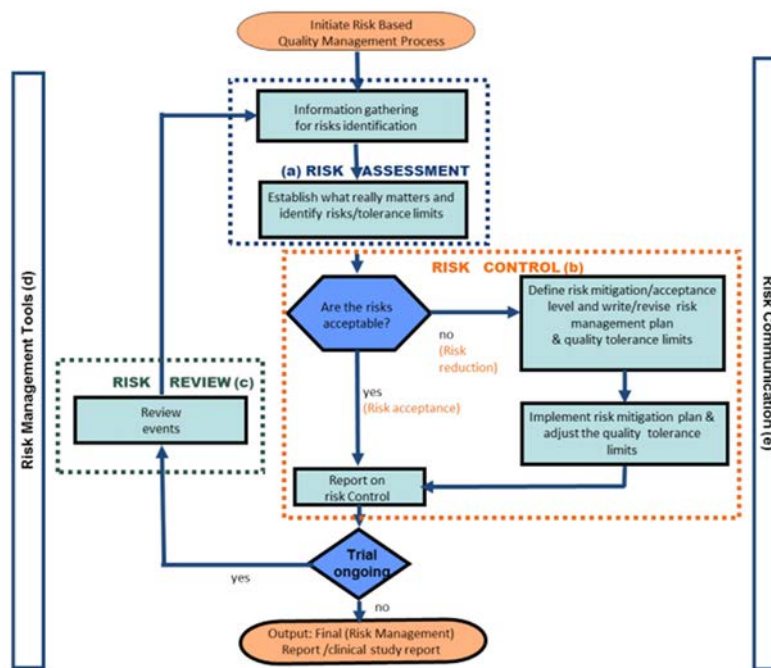 Initiate Risk Based
Quality Management Process
Information gathering
for risks identification
(a) RISK ASSESSMENT
Establish what really matters and
identify risks/tolerance limits
RISK CONTROL (b)
Are the risks
acceptable?
no
(Risk
reduction)
Define risk mitigation/acceptance
level and write/revise risk
management plan
& quality tolerance limits
yes
(Risk acceptance)
Implement risk mitigation plan &
adjust the quality tolerance
limits
Report on
risk Control
RISK REVIEW (c)
Review
events
Trial
ongoing
yes
no
Output: Final (Risk Management)
Report /clinical study report
Risk Management Tools (d)
Risk Communication (e)